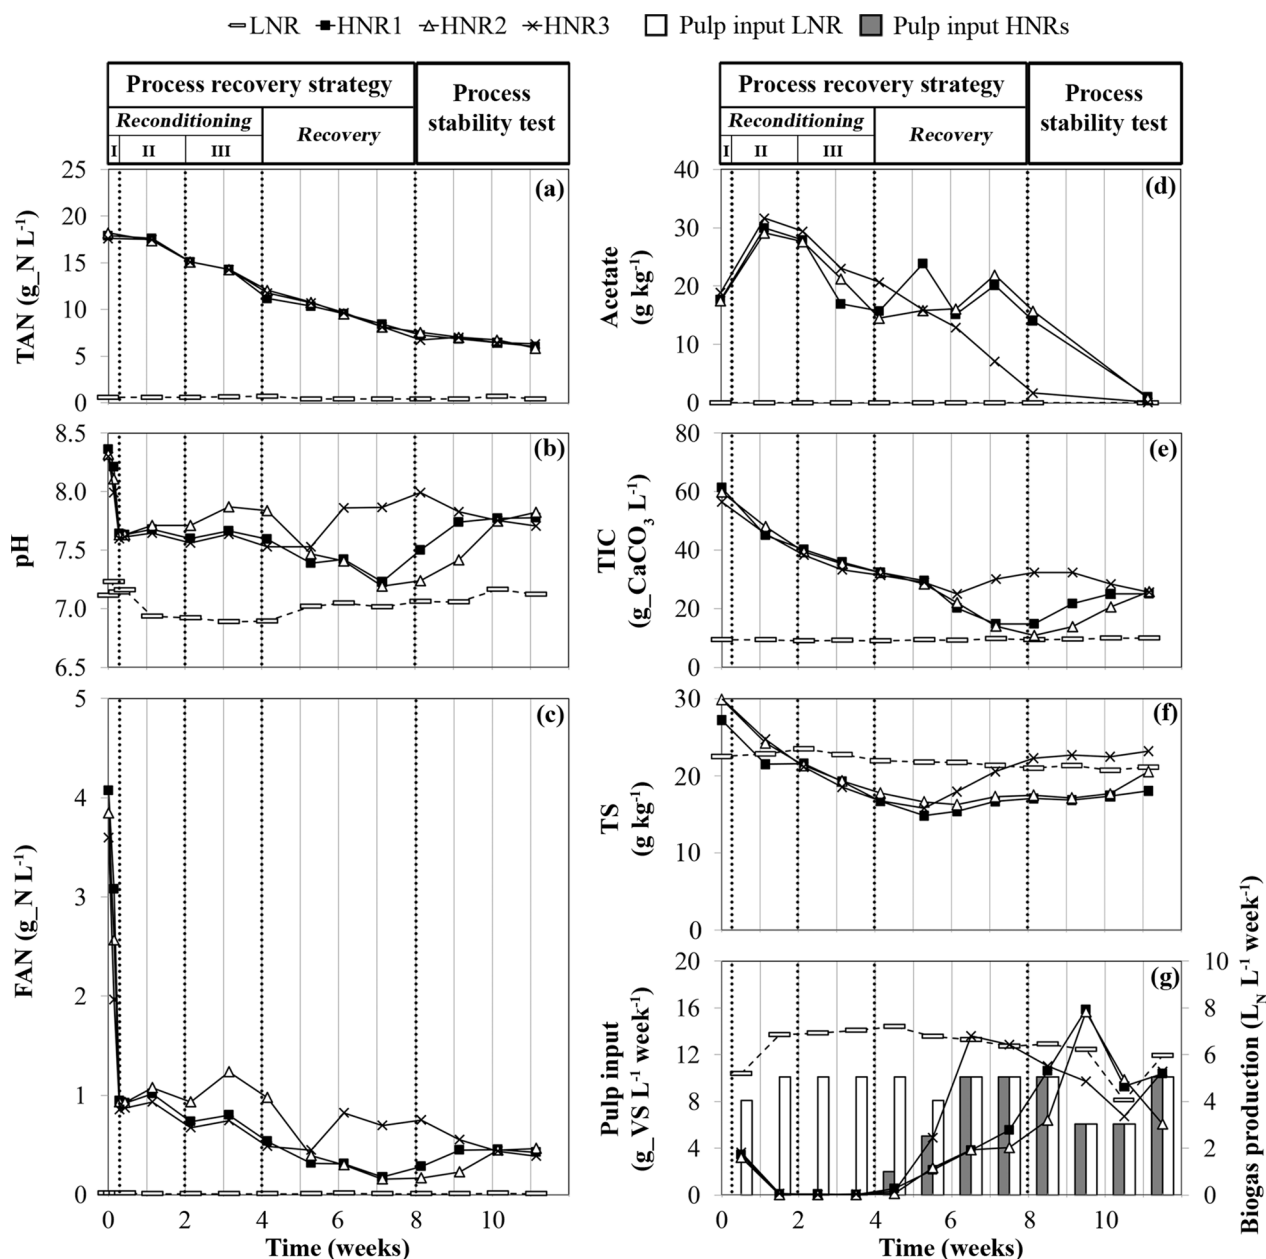 LNR HNR1 HNR2 HNR3 Pulp input LNR Pulp input HNRs
Process recovery strategy
Process stability test
Reconditioning
Recovery
I II III
Process recovery strategy
Process stability test
Reconditioning
Recovery
I II III
(a)
TAN (g_N L-1)
25
20
15
10
5
0
(d)
Acetate
(g kg-1)
40
30
20
10
0
(b)
pH
8.5
8.0
7.5
7.0
6.5
(e)
TIC
(g_CaCO3 L-1)
80
60
40
20
0
(c)
FAN (g_N L-1)
5
4
3
2
1
0
(f)
TS
(g kg-1)
30
20
10
0
(g)
Pulp input
(g_VS L-1 week-1)
20
16
12
8
4
0
10
8
6
4
2
0
Biogas production (LN L-1 week-1)
0 2 4 6 8 10
Time (weeks)
0 2 4 6 8 10
Time (weeks)